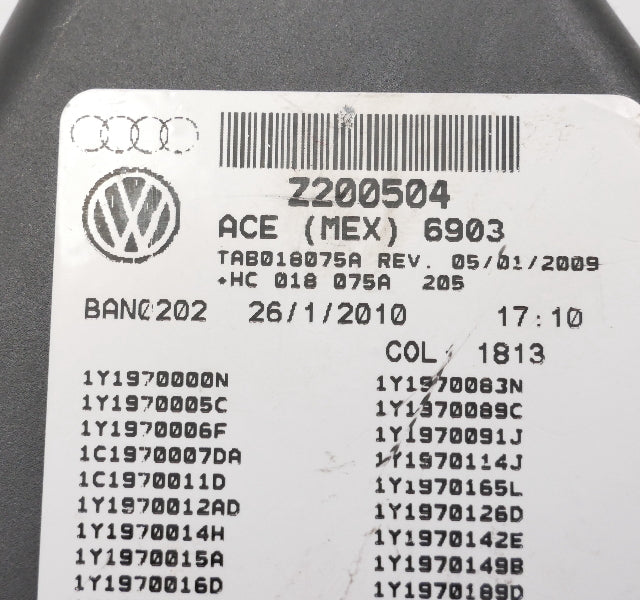 Z200504
ACE (MEX) 6903
TAB018075A REV. 05/01/2009
*HC 018 075A 205
BANC202 26/1/2010 17:10
COL. 1813
1Y1970000N 1Y1970083N
1Y1970005C 1Y1970089C
1Y1970006F 1Y1970091J
1C1970007DA 1Y1970114J
1C1970011D 1Y1970165L
1Y1970012AD 1Y1970126D
1Y1970014H 1Y1970142E
1Y1970015A 1Y1970149B
1Y1970016D 1Y1970189D